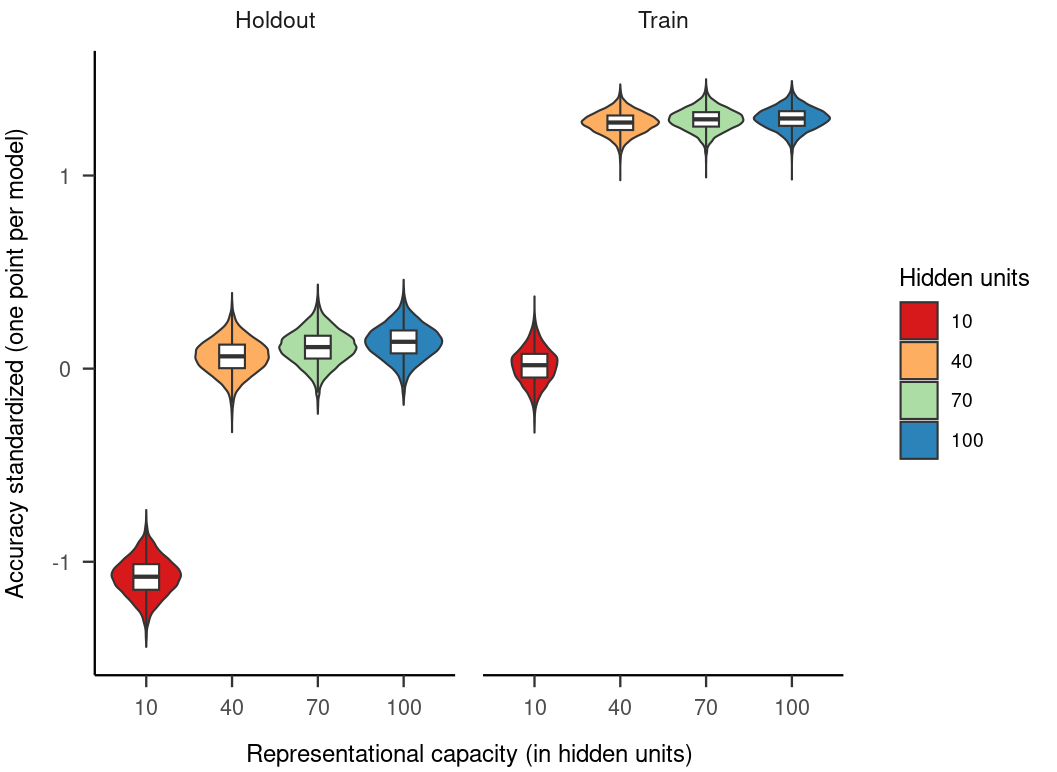 Holdout
Train
Accuracy standardized (one point per model)
1
0
-1
10 40 70 100
10 40 70 100
Representational capacity (in hidden units)
Hidden units
10
40
70
100